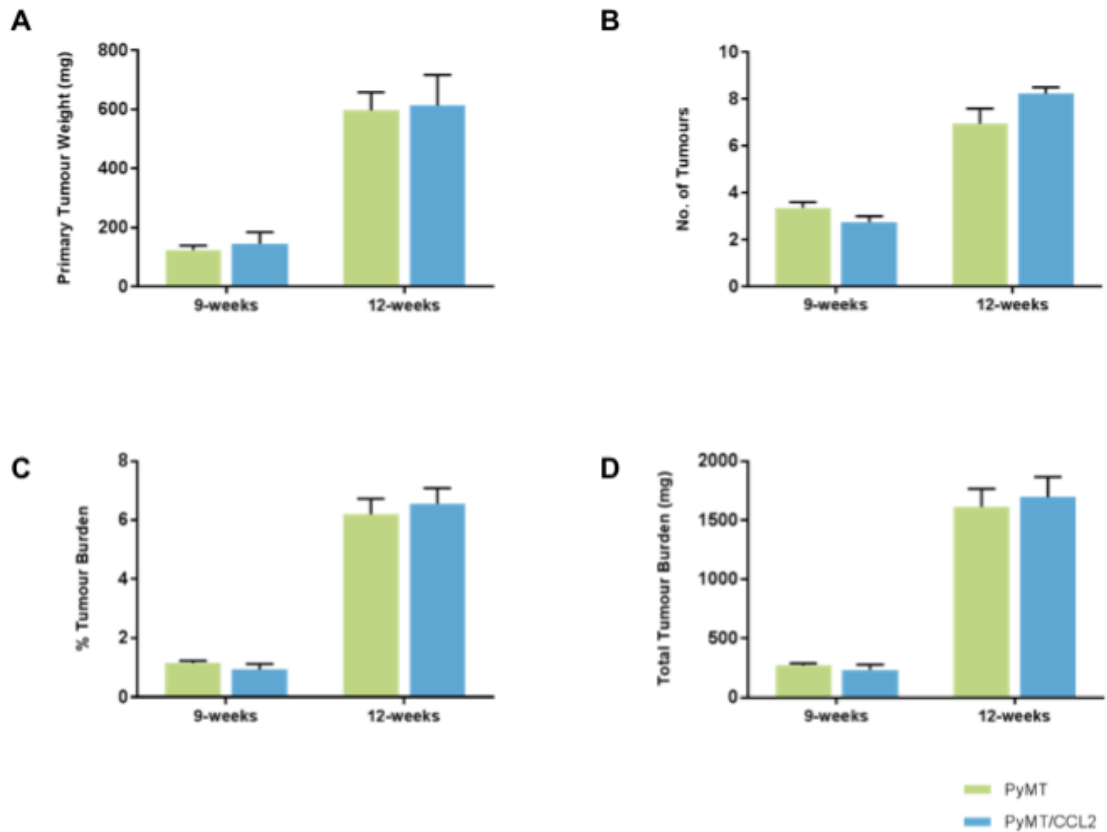 A
Primary Tumour Weight (mg)
800
600
400
200
0
9-weeks 12-weeks
B
No. of Tumours
10
8
6
4
2
0
9-weeks 12-weeks
C
% Tumour Burden
8
6
4
2
0
9-weeks 12-weeks
D
Total Tumour Burden (mg)
2000
1500
1000
500
0
9-weeks 12-weeks
PyMT
PyMT/CCL2